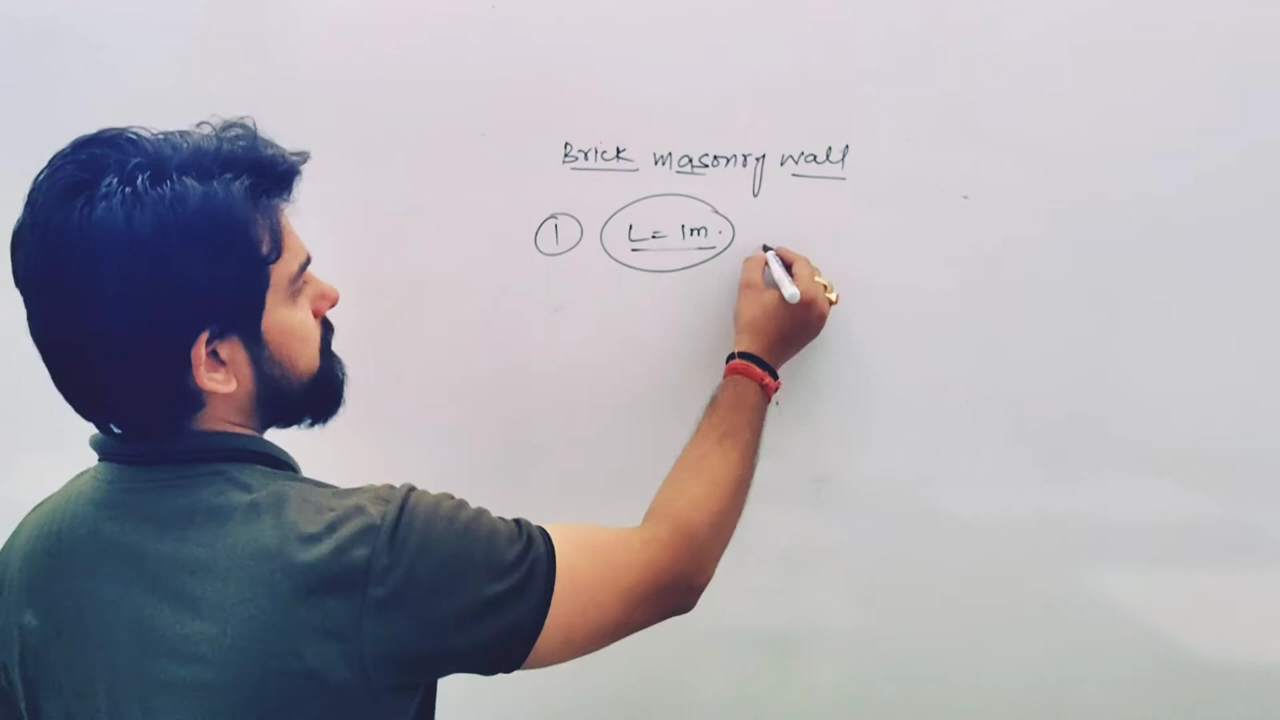 Brick masonry wall
① L = 1m.